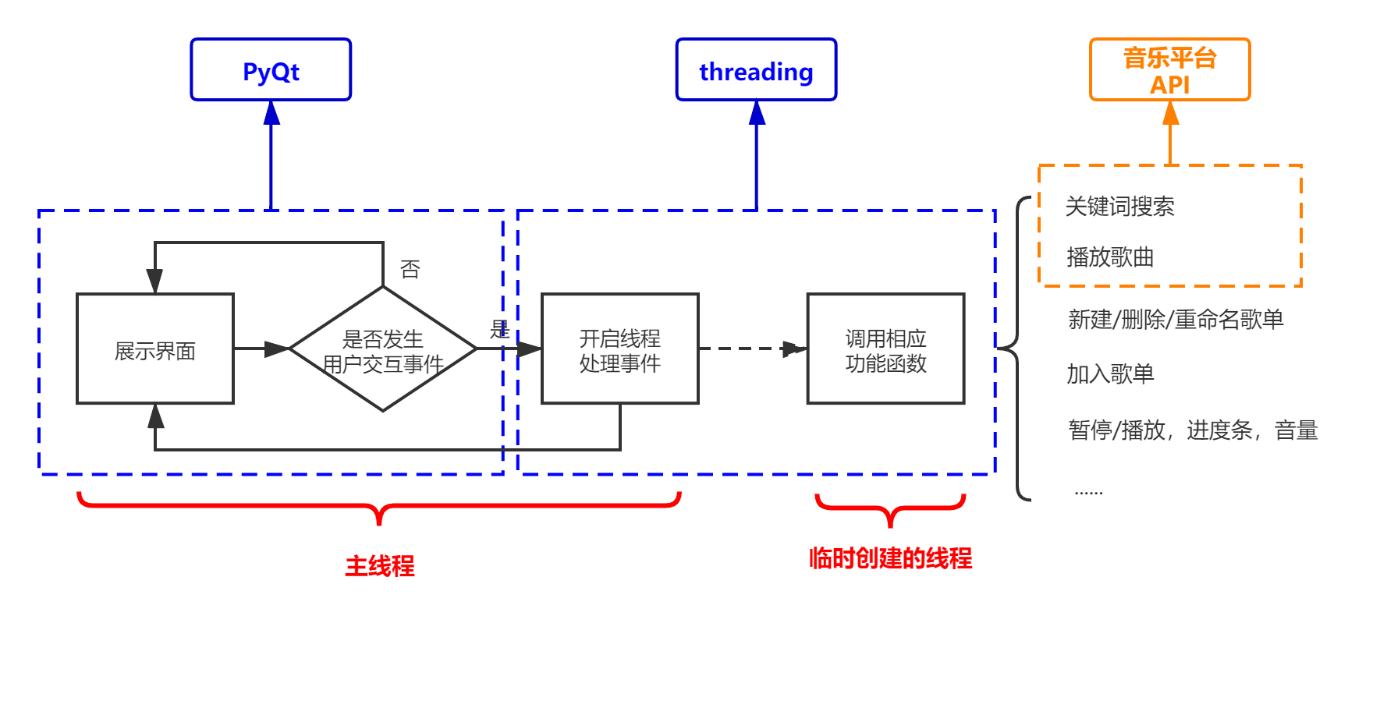 PyQt
threading
音乐平台
API
关键词搜索
播放歌曲
新建/删除/重命名歌单
加入歌单
暂停/播放，进度条，音量
......
否
是
展示界面
是否发生
用户交互事件
开启线程
处理事件
调用相应
功能函数
主线程
临时创建的线程